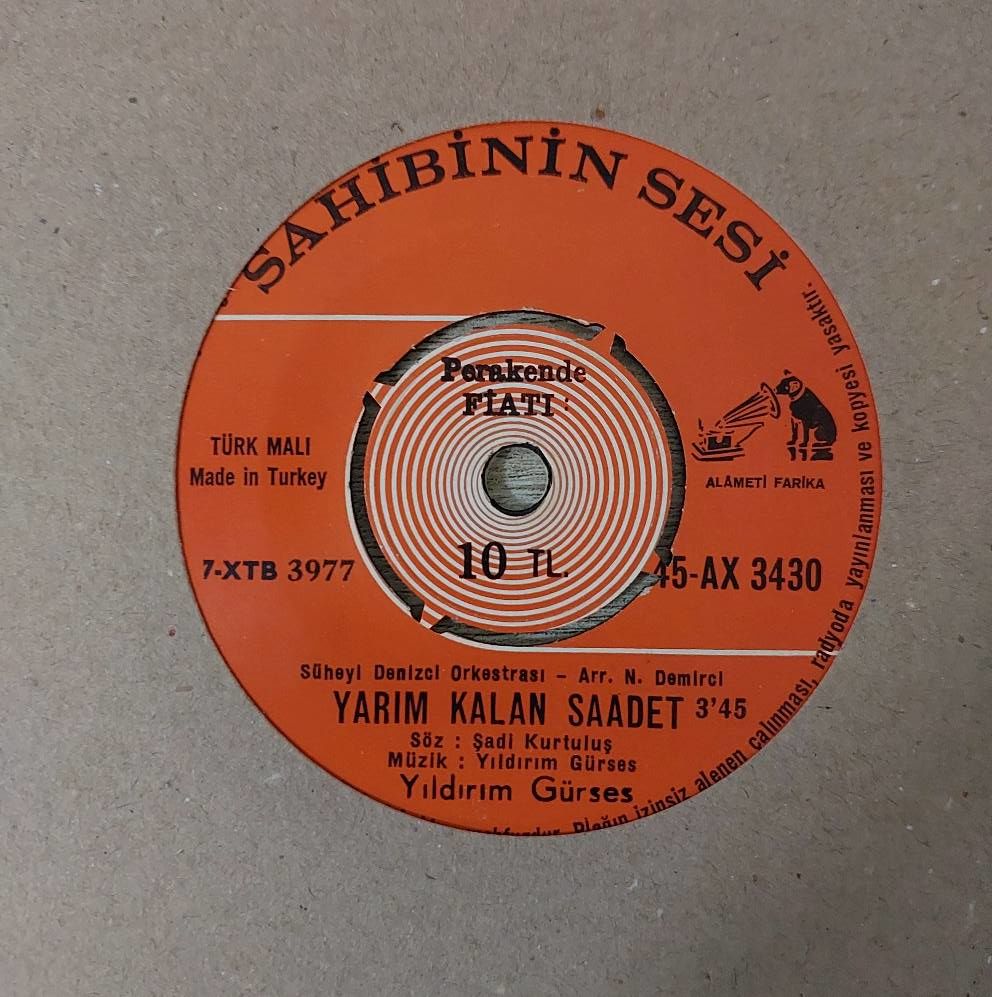 SAHİBİNİN SESİ
Perakende
FİATI :
TÜRK MALI
Made in Turkey
ALÂMETİ FARİKA
7-XTB 3977
10 TL.
45-AX 3430
Süheyl Denizci Orkestrası – Arr. N. Demirci
YARIM KALAN SAADET 3'45
Söz : Şadi Kurtuluş
Müzik : Yıldırım Gürses
Yıldırım Gürses
Plağın izinsiz alenen çalınması, radyoda yayınlanması ve kopyesi yasaktır.